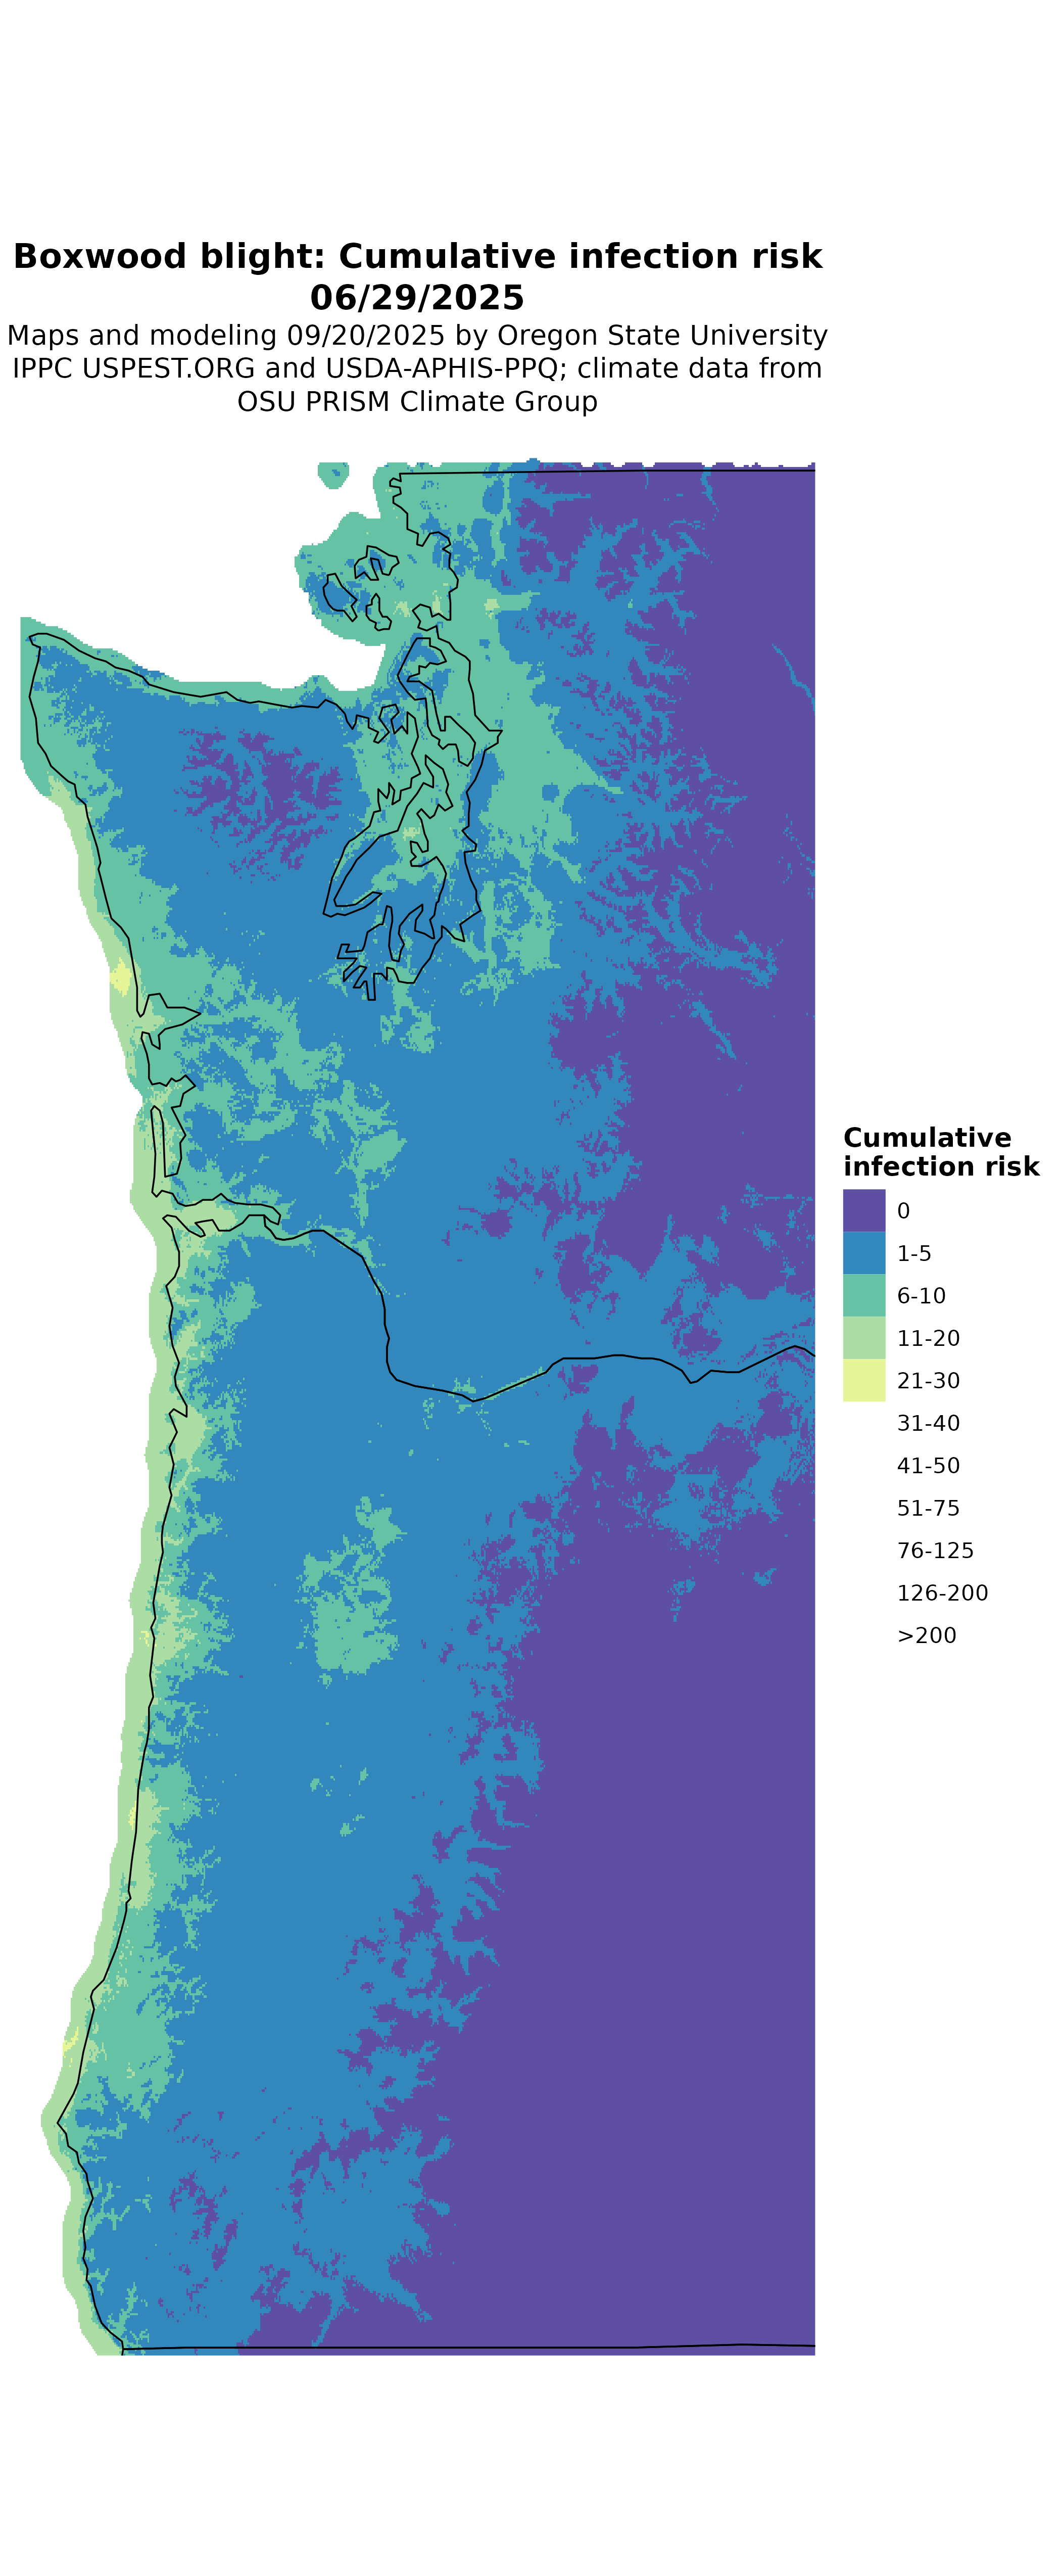 Boxwood blight: Cumulative infection risk
06/29/2025
Maps and modeling 09/20/2025 by Oregon State University
IPPC USPEST.ORG and USDA-APHIS-PPQ; climate data from
OSU PRISM Climate Group
Cumulative
infection risk
0
1-5
6-10
11-20
21-30
31-40
41-50
51-75
76-125
126-200
>200